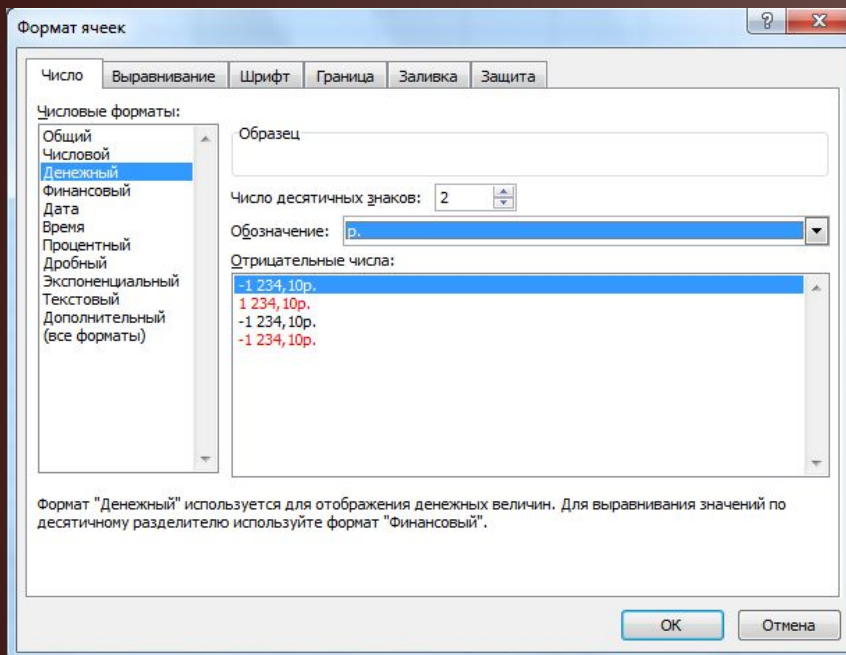 Формат ячеек
Число Выравнивание Шрифт Граница Заливка Защита
Числовые форматы:
Общий
Числовой
Денежный
Финансовый
Дата
Время
Процентный
Дробный
Экспоненциальный
Текстовый
Дополнительный
(все форматы)
Образец
Число десятичных знаков: 2
Обозначение: р.
Отрицательные числа:
-1 234,10р.
1 234,10р.
-1 234,10р.
-1 234,10р.
Формат "Денежный" используется для отображения денежных величин. Для выравнивания значений по
десятичному разделителю используйте формат "Финансовый".
ОК Отмена